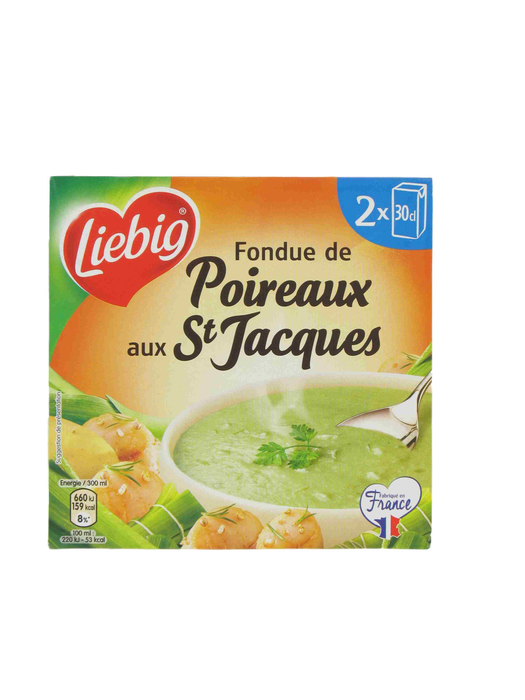 Liebig®
2x 30cl
Fondue de
Poireaux
aux St Jacques
Suggestion de présentation
Energie / 300 ml
660 kJ
159 kcal
8%*
100 ml :
220 kJ - 53 kcal
Fabriqué en
France